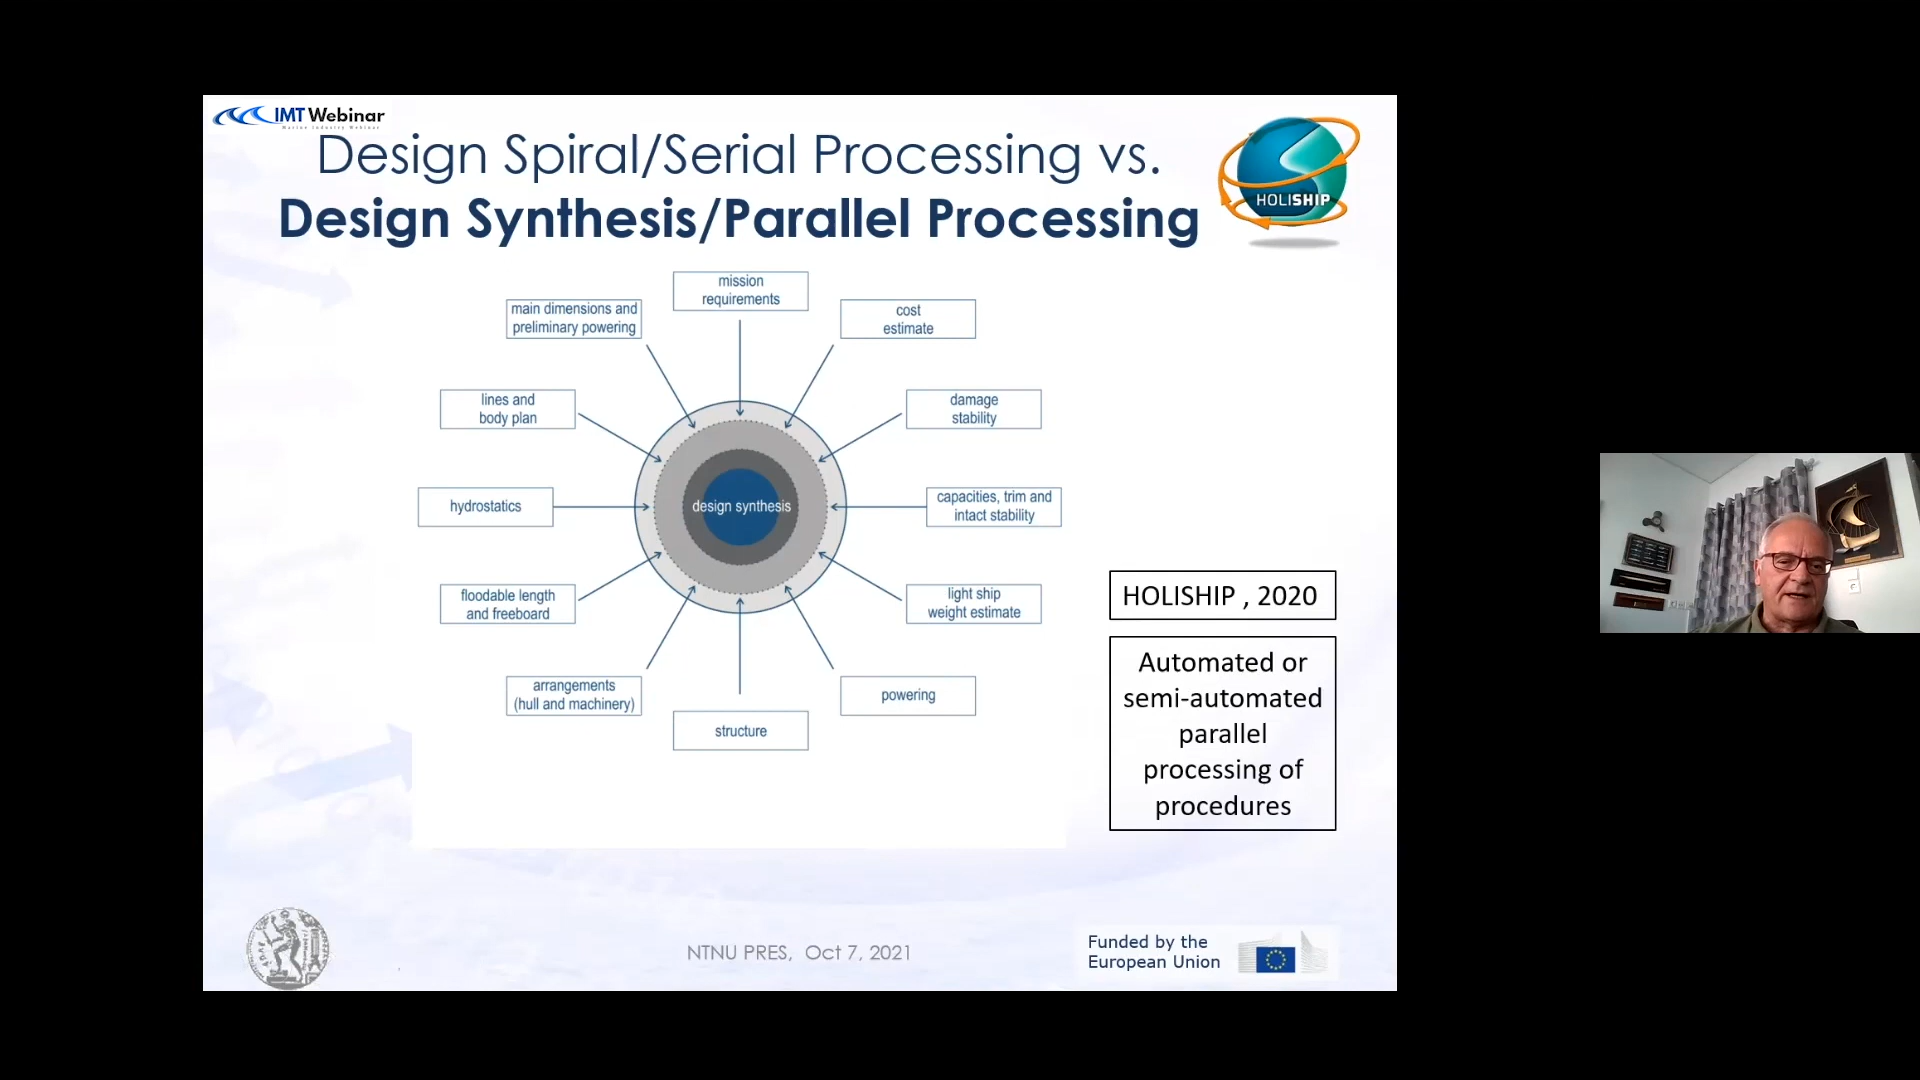 IMT Webinar
Marine Industry Webinar
Design Spiral/Serial Processing vs.
Design Synthesis/Parallel Processing
HOLISHIP
mission
requirements
main dimensions and
preliminary powering
cost
estimate
lines and
body plan
damage
stability
hydrostatics
design synthesis
capacities, trim and
intact stability
floodable length
and freeboard
light ship
weight estimate
arrangements
(hull and machinery)
powering
structure
HOLISHIP , 2020
Automated or
semi-automated
parallel
processing of
procedures
NTNU PRES, Oct 7, 2021
Funded by the
European Union